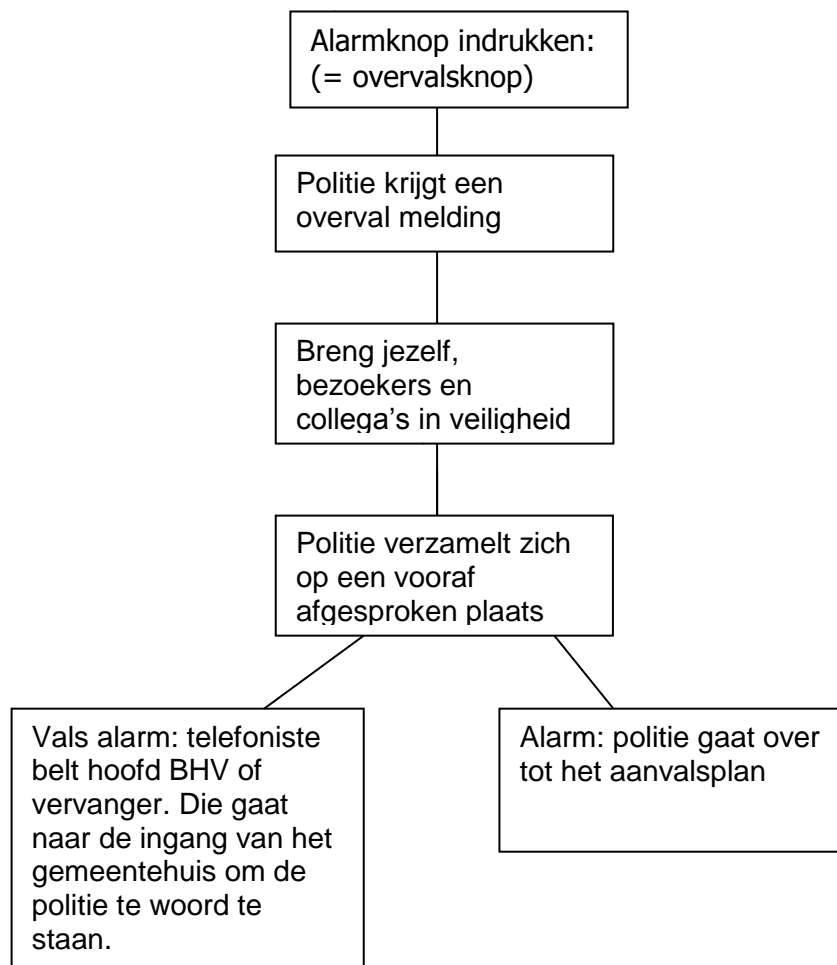 Alarmknop indrukken:
(= overvalsknop)
Politie krijgt een
overval melding
Breng jezelf,
bezoekers en
collega's in veiligheid
Politie verzamelt zich
op een vooraf
afgesproken plaats
Vals alarm: telefoniste
belt hoofd BHV of
vervanger. Die gaat
naar de ingang van het
gemeentehuis om de
politie te woord te
staan.
Alarm: politie gaat over
tot het aanvalsplan